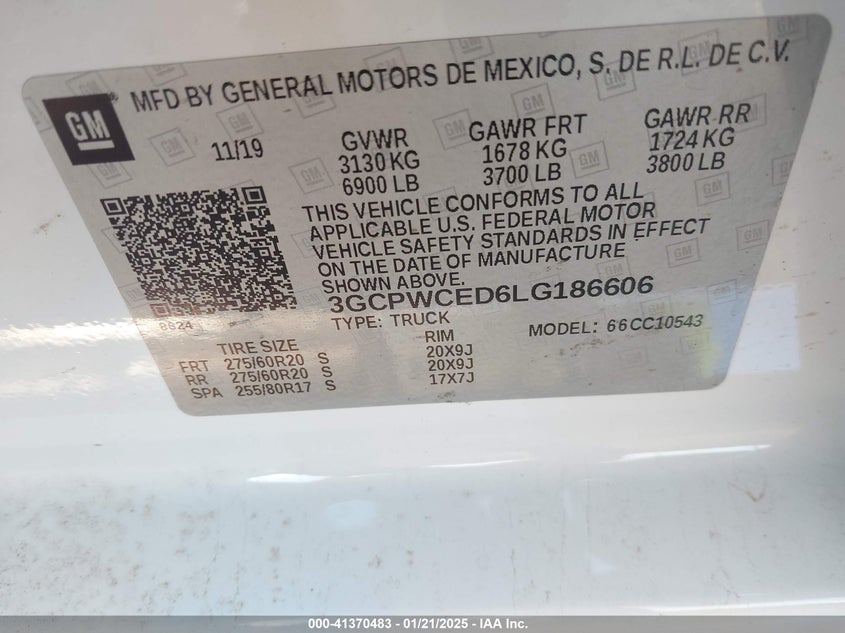 GM
MFD BY GENERAL MOTORS DE MEXICO, S. DE R.L. DE C.V.
11/19
GVWR GAWR FRT GAWR RR
3130 KG 1678 KG 1724 KG
6900 LB 3700 LB 3800 LB
THIS VEHICLE CONFORMS TO ALL
APPLICABLE U.S. FEDERAL MOTOR
VEHICLE SAFETY STANDARDS IN EFFECT
ON THE DATE OF MANUFACTURE
SHOWN ABOVE.
3GCPWCED6LG186606
8624
TYPE: TRUCK MODEL: 66CC10543
TIRE SIZE RIM
FRT 275/60R20 S 20X9J
RR 275/60R20 S 20X9J
SPA 255/80R17 S 17X7J
000-41370483 - 01/21/2025 - IAA Inc.